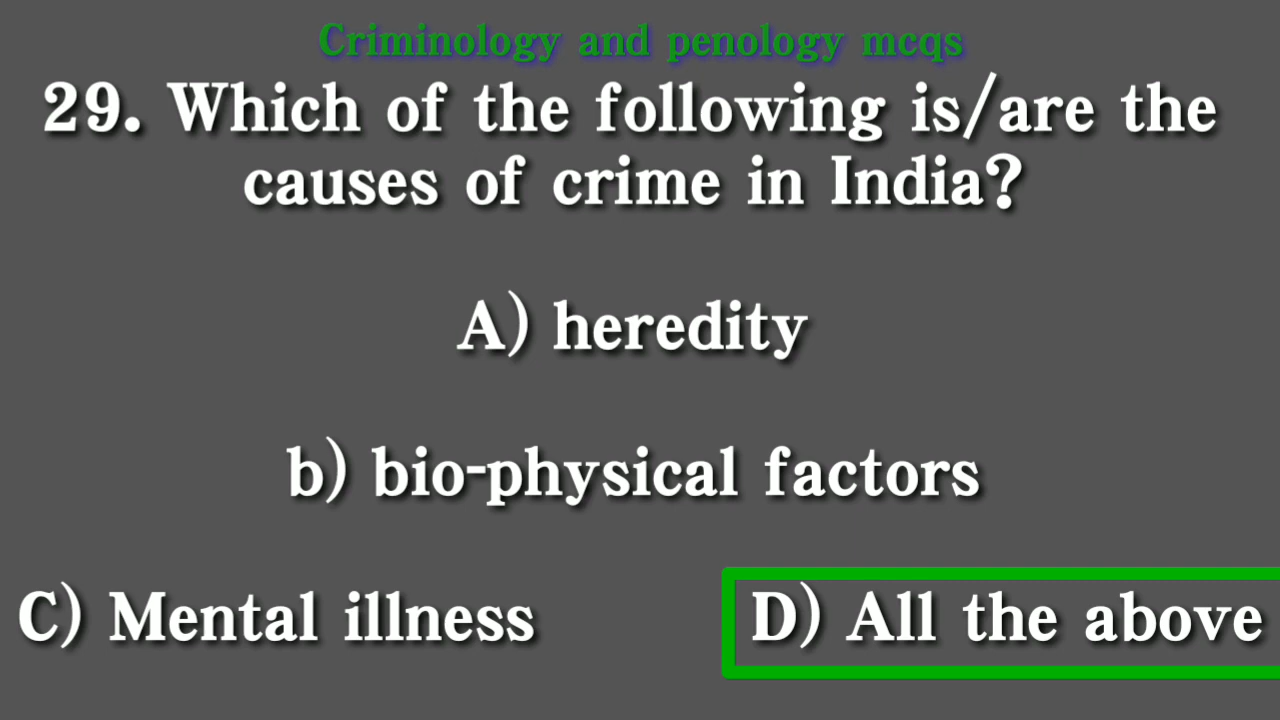 Criminology and penology mcqs
29. Which of the following is/are the
causes of crime in India?
A) heredity
b) bio-physical factors
C) Mental illness
D) All the above